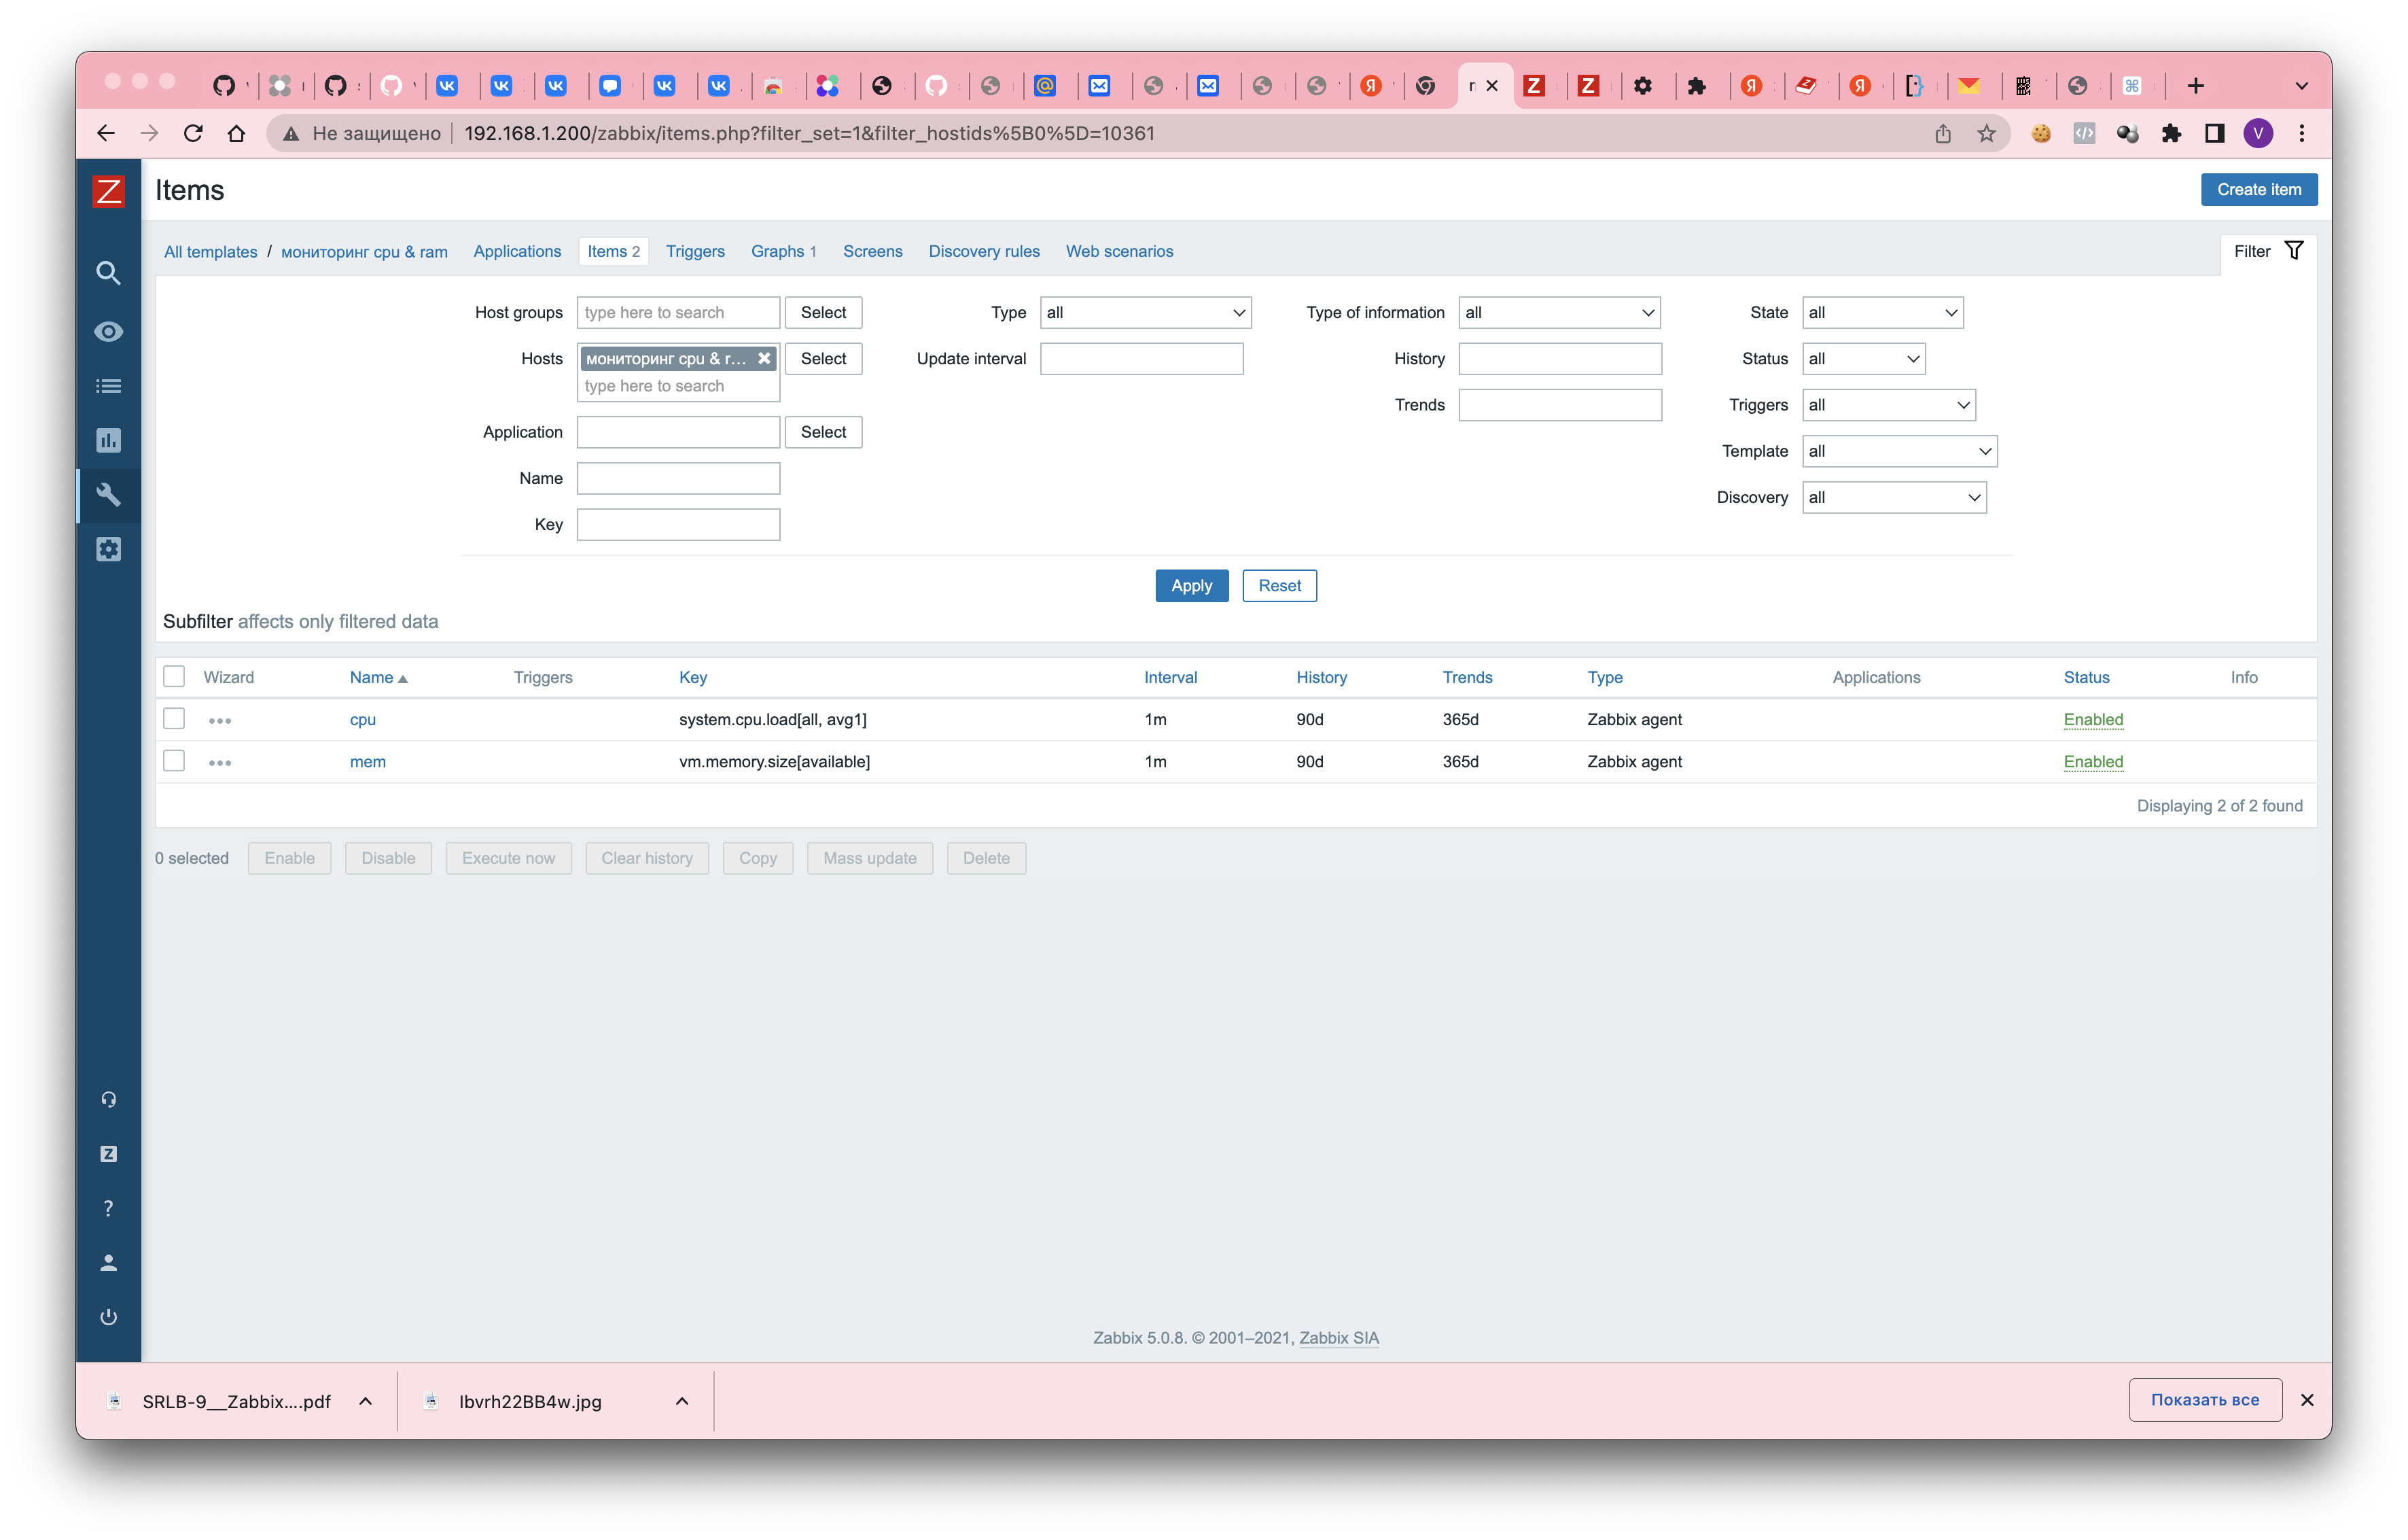 Не защищено 192.168.1.200/zabbix/items.php?filter_set=1&filter_hostids%5B0%5D=10361 V
Z Items Create item
All templates / мониторинг cpu & ram Applications Items 2 Triggers Graphs 1 Screens Discovery rules Web scenarios Filter
Host groups type here to search Select Type all Type of information all State all
Hosts мониторинг cpu & r... Select Update interval History Status all
type here to search
Trends Triggers all
Application Select
Template all
Name
Discovery all
Key
Apply Reset
Subfilter affects only filtered data
Wizard Name Triggers Key Interval History Trends Type Applications Status Info
cpu system.cpu.load[all, avg1] 1m 90d 365d Zabbix agent Enabled
mem vm.memory.size[available] 1m 90d 365d Zabbix agent Enabled
Displaying 2 of 2 found
0 selected Enable Disable Execute now Clear history Copy Mass update Delete
Zabbix 5.0.8. © 2001–2021, Zabbix SIA
SRLB-9__Zabbix....pdf Показать все